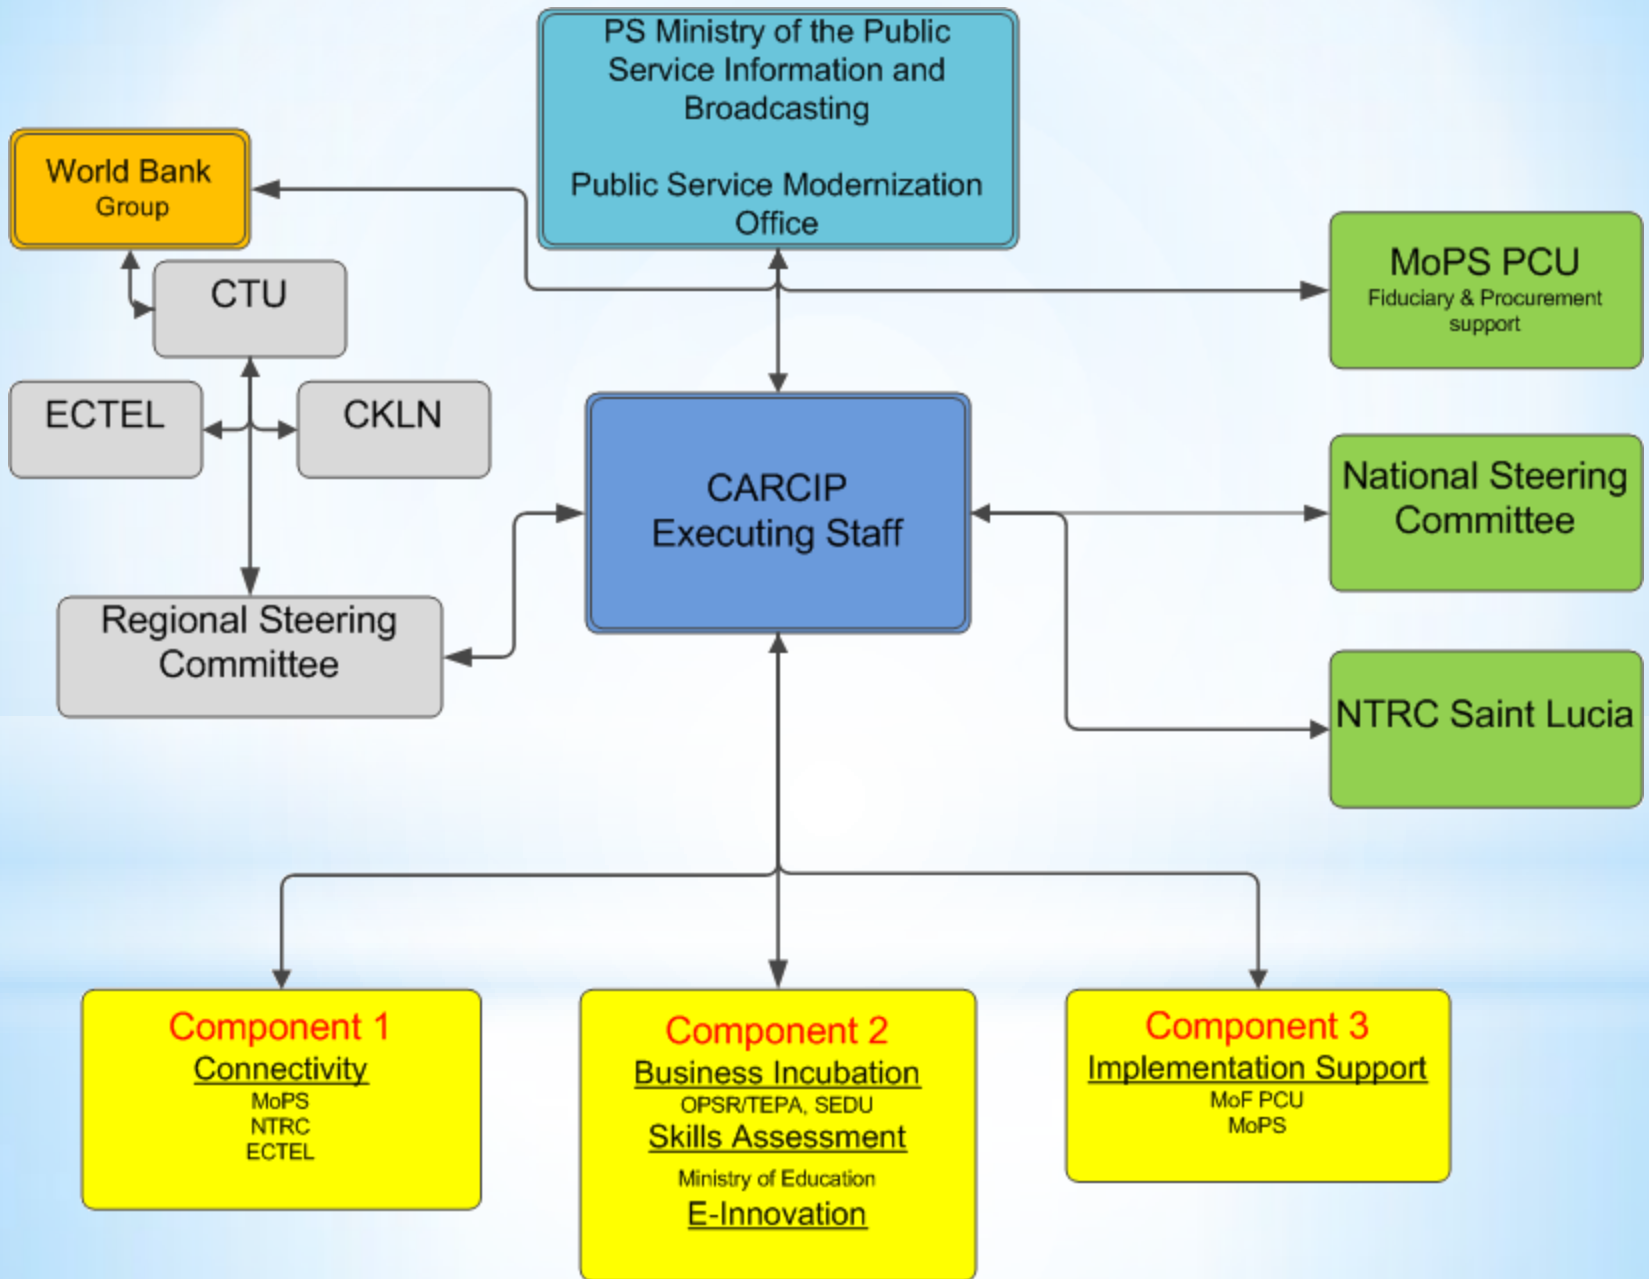 PS Ministry of the Public
Service Information and
Broadcasting
Public Service Modernization
Office
World Bank
Group
CTU
ECTEL
CKLN
Regional Steering
Committee
CARCIP
Executing Staff
MoPS PCU
Fiduciary & Procurement
support
National Steering
Committee
NTRC Saint Lucia
Component 1
Connectivity
MoPS
NTRC
ECTEL
Component 2
Business Incubation
OPSR/TEPA, SEDU
Skills Assessment
Ministry of Education
E-Innovation
Component 3
Implementation Support
MoF PCU
MoPS